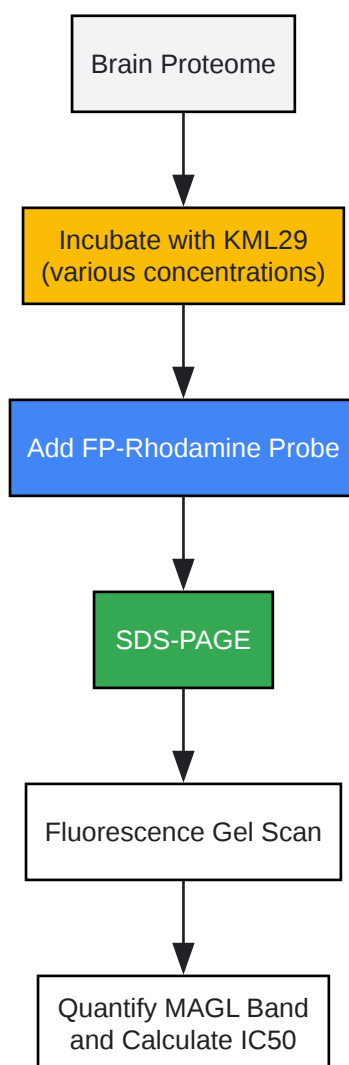 Brain Proteome
Incubate with KML29
(various concentrations)
Add FP-Rhodamine Probe
SDS-PAGE
Fluorescence Gel Scan
Quantify MAGL Band
and Calculate IC50